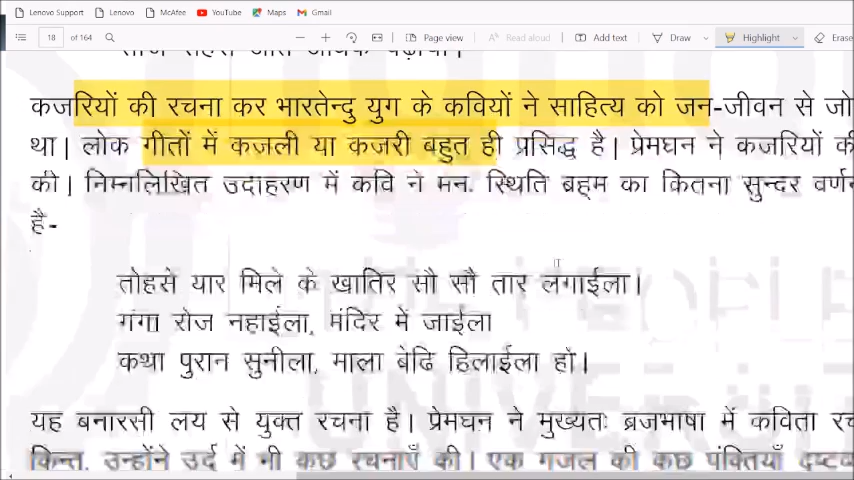 Lenovo Support Lenovo McAfee YouTube Maps Gmail
18 of 164 Page view Read aloud Add text Draw Highlight Erase
कजरियों की रचना कर भारतेन्दु युग के कवियों ने साहित्य को जन-जीवन से जो
था। लोक गीतों में कजली या कजरी बहुत ही प्रसिद्ध है। प्रेमघन ने कजरियों की
की। निम्नलिखित उदाहरण में कवि ने मन. स्थिति ब्रह्म का कितना सुन्दर वर्णन
है-
तोहसे यार मिले के खातिर सौ सौ तार लगाईला।
गंगा रोज नहाईला, मंदिर में जाईला
कथा पुरान सुनीला, माला बेढि हिलाईला हो।
यह बनारसी लय से युक्त रचना है। प्रेमघन ने मुख्यतः ब्रजभाषा में कविता रच
किन्तु, उन्होंने उर्दू में भी कुछ रचनाएँ की। एक गजल की कुछ पंक्तियाँ